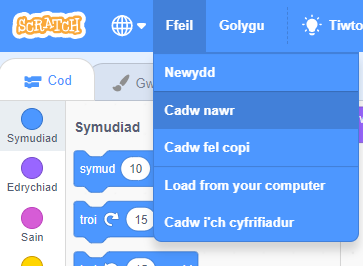 SCRATCH
Ffeil
Golygu
Tiwto
Cod
Gw
Newydd
Cadw nawr
Cadw fel copi
Load from your computer
Cadw i'ch cyfrifiadur
Symudiad
Edrychiad
Sain
Symudiad
symud 10
troi 15